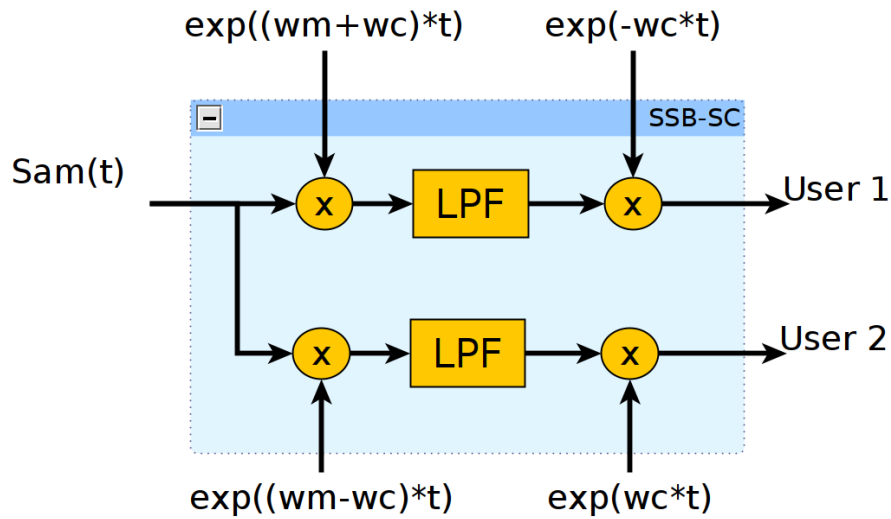 exp((wm+wc)*t) exp(-wc*t)
SSB-SC
Sam(t)
x LPF x User 1
x LPF x User 2
exp((wm-wc)*t) exp(wc*t)